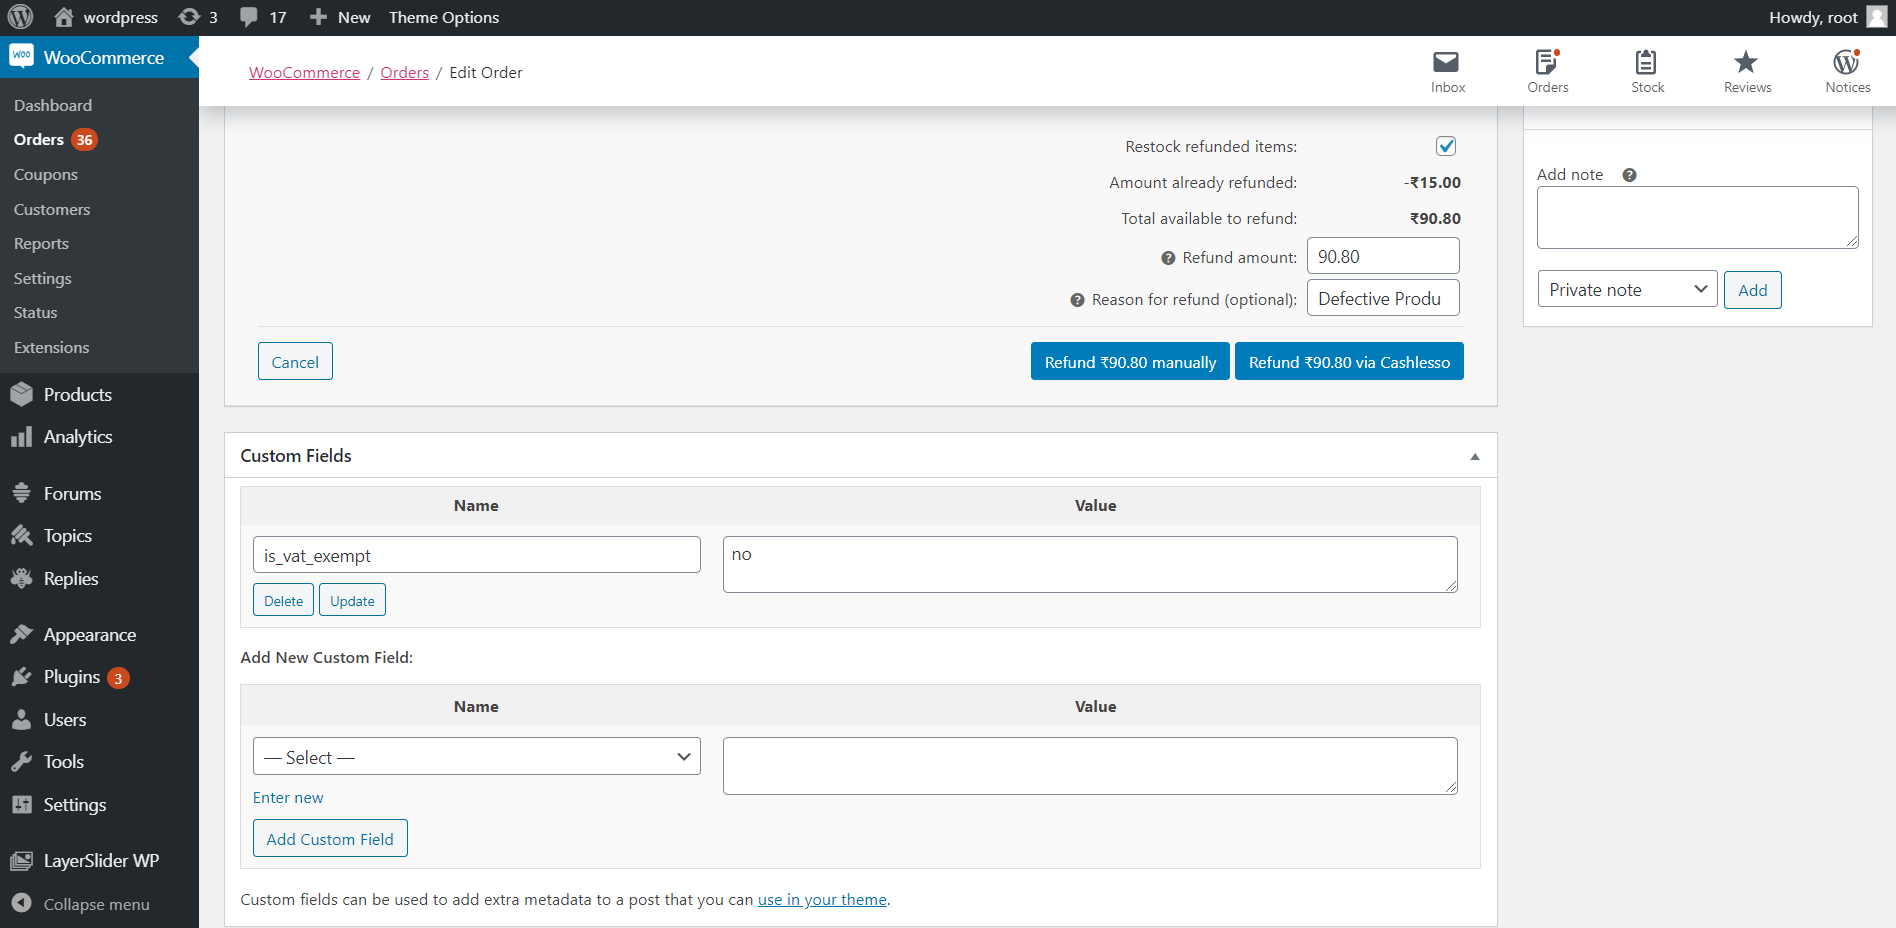 wordpress 3 17 New Theme Options Howdy, root
Woo WooCommerce
Dashboard
Orders 36
Coupons
Customers
Reports
Settings
Status
Extensions
Products
Analytics
Forums
Topics
Replies
Appearance
Plugins 3
Users
Tools
Settings
LayerSlider WP
Collapse menu
WooCommerce / Orders / Edit Order
Inbox Orders Stock Reviews Notices
Restock refunded items:
Amount already refunded: -₹15.00
Total available to refund: ₹90.80
? Refund amount: 90.80
? Reason for refund (optional): Defective Produ
Cancel Refund ₹90.80 manually Refund ₹90.80 via Cashlesso
Add note ?
Private note Add
Custom Fields
Name Value
is_vat_exempt no
Delete Update
Add New Custom Field:
Name Value
— Select —
Enter new
Add Custom Field
Custom fields can be used to add extra metadata to a post that you can use in your theme.